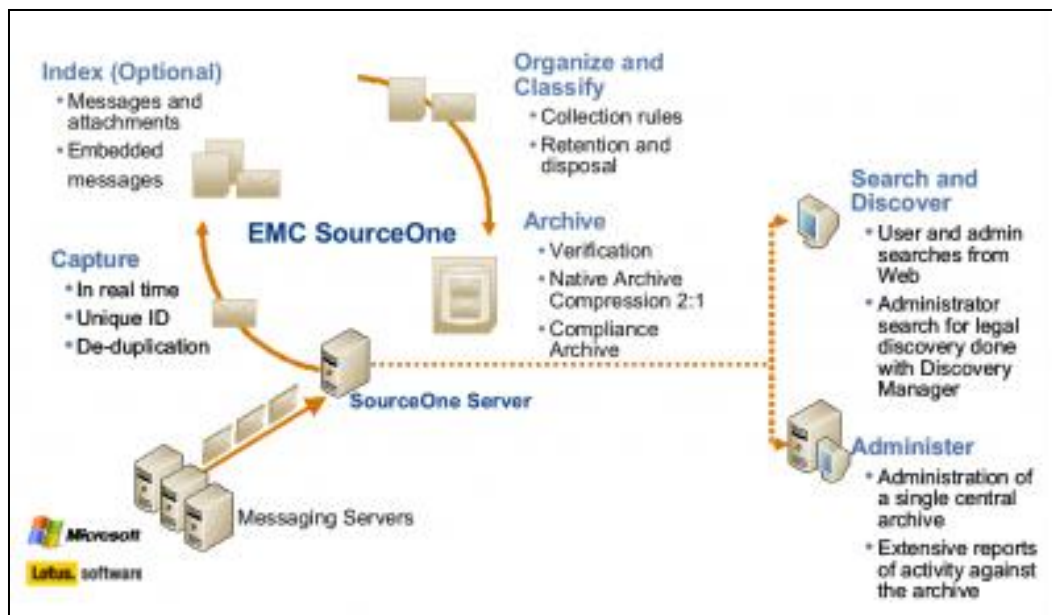 Index (Optional)
• Messages and
attachments
• Embedded
messages
Organize and
Classify
• Collection rules
• Retention and
disposal
EMC SourceOne
Archive
• Verification
• Native Archive
Compression 2:1
• Compliance
Archive
Capture
• In real time
• Unique ID
• De-duplication
SourceOne Server
Messaging Servers
Microsoft
Lotus. software
Search and
Discover
• User and admin
searches from
Web
• Administrator
search for legal
discovery done
with Discovery
Manager
Administer
• Administration of
a single central
archive
• Extensive reports
of activity against
the archive